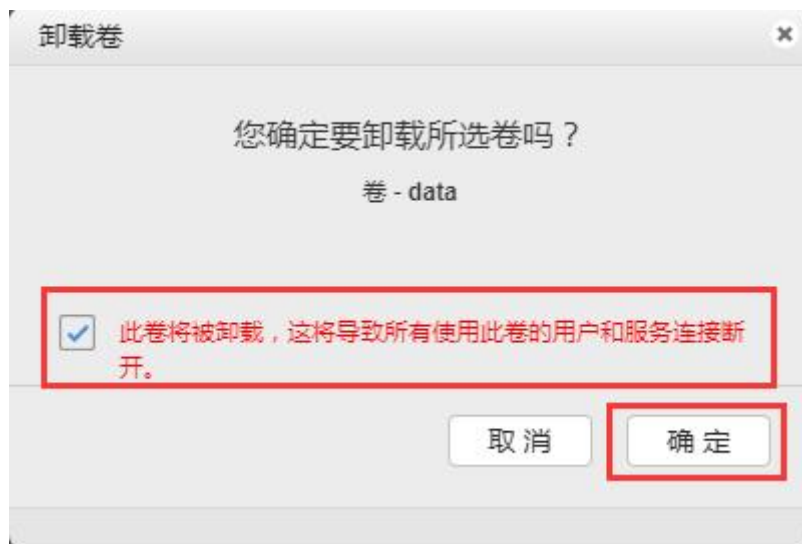 卸载卷
您确定要卸载所选卷吗？
卷 - data
此卷将被卸载，这将导致所有使用此卷的用户和服务连接断
开。
取消
确定